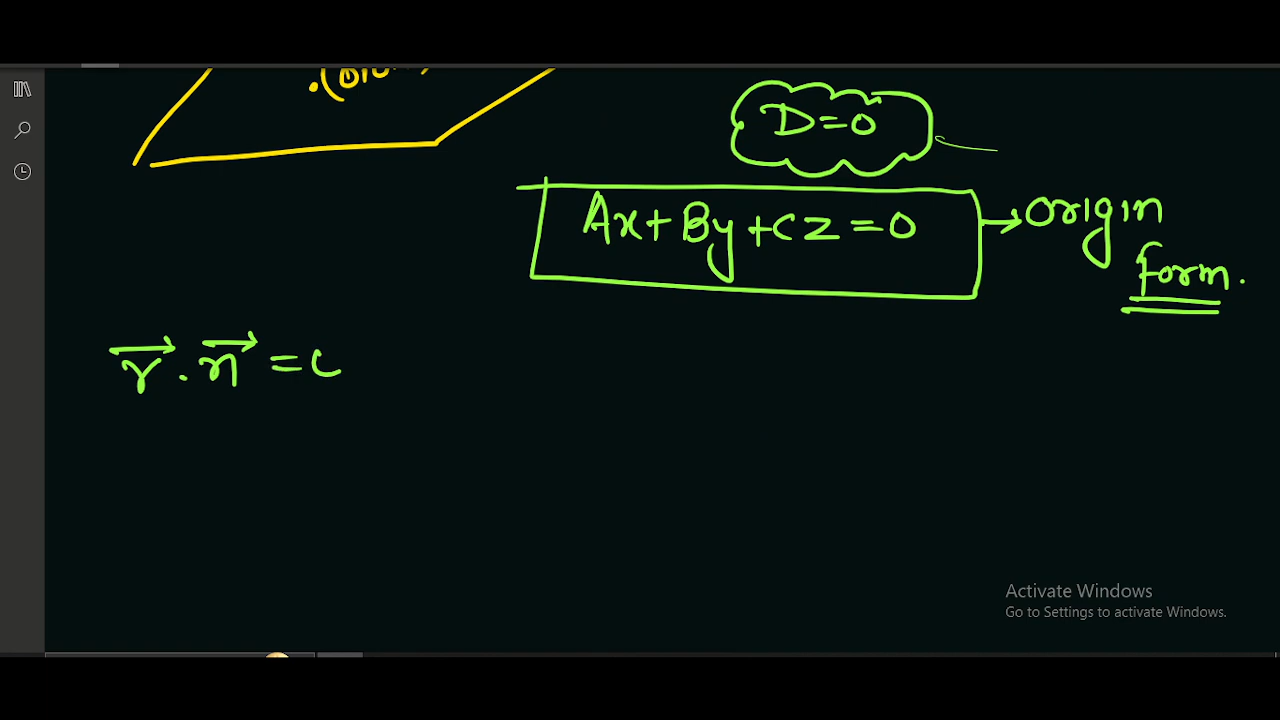 D=0
Ax+By+Cz=0 → Origin
Form.
r⃗.n⃗=c
Activate Windows
Go to Settings to activate Windows.